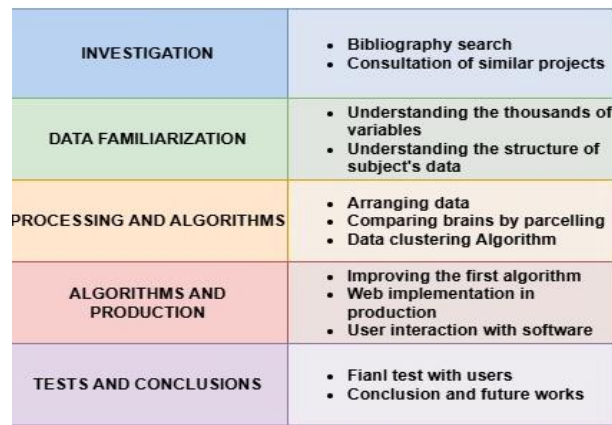 INVESTIGATION
• Bibliography search
• Consultation of similar projects
DATA FAMILIARIZATION
• Understanding the thousands of
variables
• Understanding the structure of
subject's data
PROCESSING AND ALGORITHMS
• Arranging data
• Comparing brains by parcelling
• Data clustering Algorithm
ALGORITHMS AND
PRODUCTION
• Improving the first algorithm
• Web implementation in
production
• User interaction with software
TESTS AND CONCLUSIONS
• Fianl test with users
• Conclusion and future works